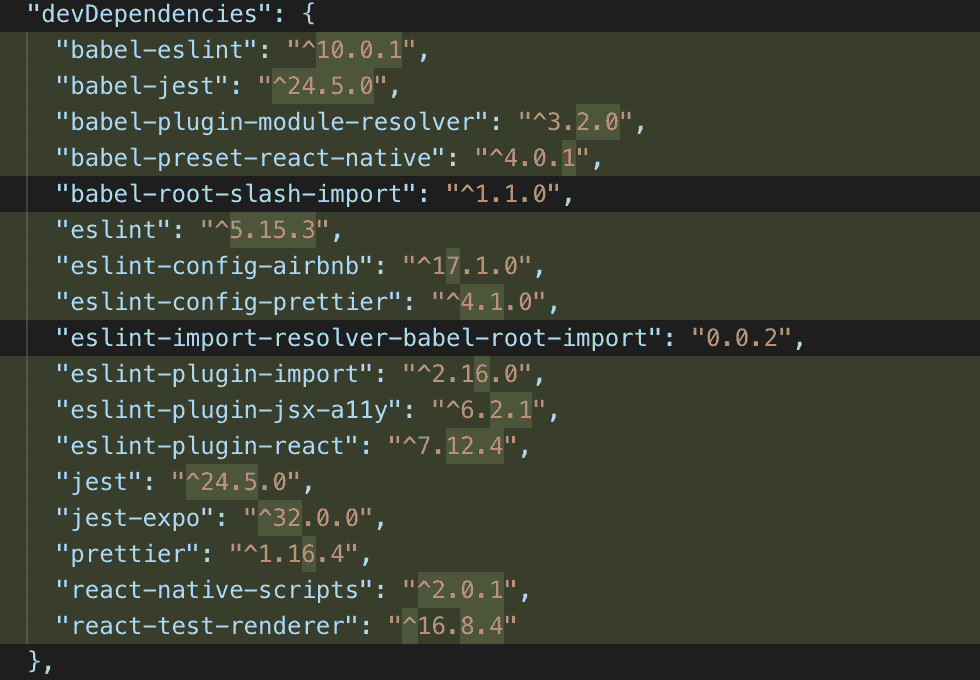 "devDependencies": {
"babel-eslint": "^10.0.1",
"babel-jest": "^24.5.0",
"babel-plugin-module-resolver": "^3.2.0",
"babel-preset-react-native": "^4.0.1",
"babel-root-slash-import": "^1.1.0",
"eslint": "^5.15.3",
"eslint-config-airbnb": "^17.1.0",
"eslint-config-prettier": "^4.1.0",
"eslint-import-resolver-babel-root-import": "0.0.2",
"eslint-plugin-import": "^2.16.0",
"eslint-plugin-jsx-a11y": "^6.2.1",
"eslint-plugin-react": "^7.12.4",
"jest": "^24.5.0",
"jest-expo": "^32.0.0",
"prettier": "^1.16.4",
"react-native-scripts": "^2.0.1",
"react-test-renderer": "^16.8.4"
},